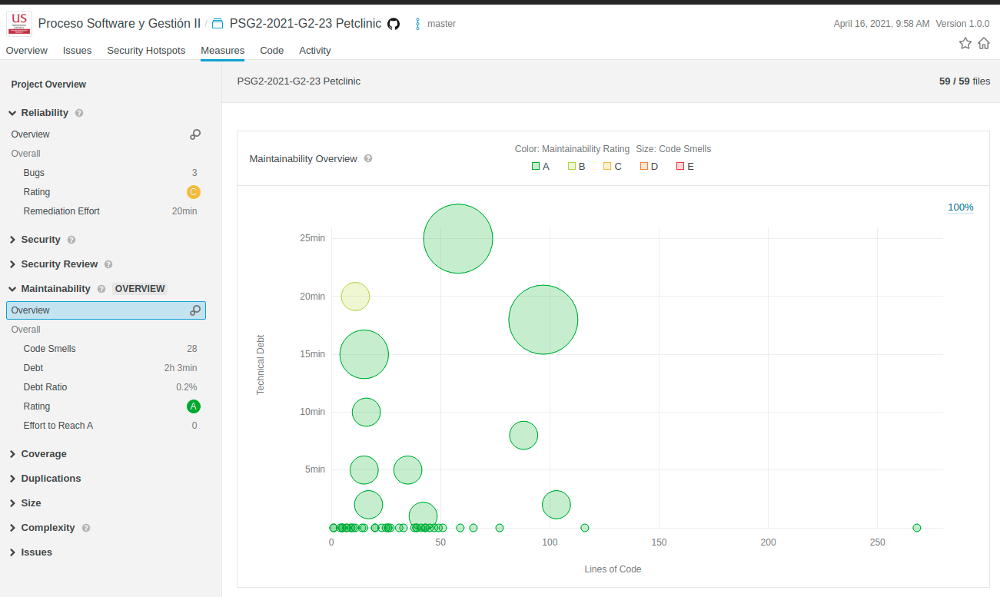 US
Proceso Software y Gestión II / PSG2-2021-G2-23 Petclinic master
April 16, 2021, 9:58 AM Version 1.0.0
Overview Issues Security Hotspots Measures Code Activity
Project Overview
Reliability ?
Overview
Overall
Bugs 3
Rating C
Remediation Effort 20min
Security ?
Security Review ?
Maintainability ? OVERVIEW
Overview
Overall
Code Smells 28
Debt 2h 3min
Debt Ratio 0.2%
Rating A
Effort to Reach A 0
Coverage
Duplications
Size
Complexity ?
Issues
PSG2-2021-G2-23 Petclinic 59 / 59 files
Maintainability Overview ?
Color: Maintainability Rating Size: Code Smells
A B C D E
100%
25min
20min
15min
10min
5min
Technical Debt
0 50 100 150 200 250
Lines of Code